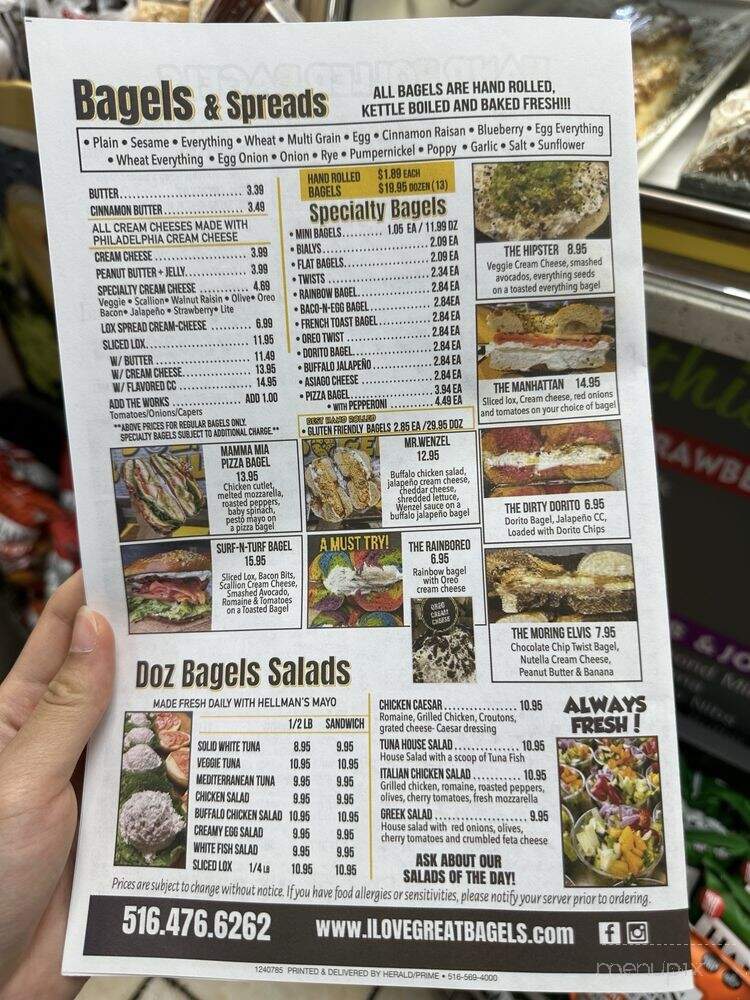 Bagels & Spreads
ALL BAGELS ARE HAND ROLLED,
KETTLE BOILED AND BAKED FRESH!!!
• Plain • Sesame • Everything • Wheat • Multi Grain • Egg • Cinnamon Raisan • Blueberry • Egg Everything
• Wheat Everything • Egg Onion • Onion • Rye • Pumpernickel • Poppy • Garlic • Salt • Sunflower
BUTTER 3.39
CINNAMON BUTTER 3.49
ALL CREAM CHEESES MADE WITH
PHILADELPHIA CREAM CHEESE
CREAM CHEESE 3.99
PEANUT BUTTER + JELLY 3.99
SPECIALTY CREAM CHEESE 4.69
Veggie • Scallion • Walnut Raisin • Olive • Oreo
Bacon • Jalapeño • Strawberry • Lite
LOX SPREAD CREAM-CHEESE 6.99
SLICED LOX 11.95
W/ BUTTER 11.49
W/ CREAM CHEESE 13.95
W/ FLAVORED CC 14.95
ADD THE WORKS ADD 1.00
Tomatoes/Onions/Capers
**ABOVE PRICES FOR REGULAR BAGELS ONLY.
SPECIALTY BAGELS SUBJECT TO ADDITIONAL CHARGE.**
HAND ROLLED $1.89 EACH
BAGELS $19.95 DOZEN (13)
Specialty Bagels
• MINI BAGELS 1.05 EA / 11.99 DZ
• BIALYS 2.09 EA
• FLAT BAGELS 2.09 EA
• TWISTS 2.34 EA
• RAINBOW BAGEL 2.84 EA
• BACO-N-EGG BAGEL 2.84EA
• FRENCH TOAST BAGEL 2.84 EA
• OREO TWIST 2.84 EA
• DORITO BAGEL 2.84 EA
• BUFFALO JALAPEÑO 2.84 EA
• ASIAGO CHEESE 2.84 EA
• PIZZA BAGEL 3.94 EA
• WITH PEPPERONI 4.49 EA
BEST HAND ROLLED
• GLUTEN FRIENDLY BAGELS 2.85 EA /29.95 DOZ
THE HIPSTER 8.95
Veggie Cream Cheese, smashed
avocados, everything seeds
on a toasted everything bagel
THE MANHATTAN 14.95
Sliced lox, Cream cheese, red onions
and tomatoes on your choice of bagel
THE DIRTY DORITO 6.95
Dorito Bagel, Jalapeño CC,
Loaded with Dorito Chips
THE MORING ELVIS 7.95
Chocolate Chip Twist Bagel,
Nutella Cream Cheese,
Peanut Butter & Banana
MAMMA MIA
PIZZA BAGEL
13.95
Chicken cutlet,
melted mozzarella,
roasted peppers,
baby spinach,
pesto mayo on
a pizza bagel
MR.WENZEL
12.95
Buffalo chicken salad,
jalapeño cream cheese,
cheddar cheese,
shredded lettuce,
Wenzel sauce on a
buffalo jalapeño bagel
SURF-N-TURF BAGEL
15.95
Sliced Lox, Bacon Bits,
Scallion Cream Cheese,
Smashed Avocado,
Romaine & Tomatoes
on a Toasted Bagel
A MUST TRY!
THE RAINBOREO
6.95
Rainbow bagel
with Oreo
cream cheese
OREO
CREAM
CHEESE
Doz Bagels Salads
MADE FRESH DAILY WITH HELLMAN'S MAYO
1/2 LB SANDWICH
SOLID WHITE TUNA 8.95 9.95
VEGGIE TUNA 10.95 10.95
MEDITERRANEAN TUNA 9.95 9.95
CHICKEN SALAD 9.95 9.95
BUFFALO CHICKEN SALAD 10.95 10.95
CREAMY EGG SALAD 9.95 9.95
WHITE FISH SALAD 9.95 9.95
SLICED LOX 1/4 LB 10.95 10.95
CHICKEN CAESAR 10.95
Romaine, Grilled Chicken, Croutons,
grated cheese- Caesar dressing
TUNA HOUSE SALAD 10.95
House Salad with a scoop of Tuna Fish
ITALIAN CHICKEN SALAD 10.95
Grilled chicken, romaine, roasted peppers,
olives, cherry tomatoes, fresh mozzarella
GREEK SALAD 9.95
House salad with red onions, olives,
cherry tomatoes and crumbled feta cheese
ASK ABOUT OUR
SALADS OF THE DAY!
ALWAYS
FRESH!
Prices are subject to change without notice. If you have food allergies or sensitivities, please notify your server prior to ordering.
516.476.6262 www.ILOVEGREATBAGELS.com
1240785 PRINTED & DELIVERED BY HERALD/PRIME • 516-569-4000
menupix